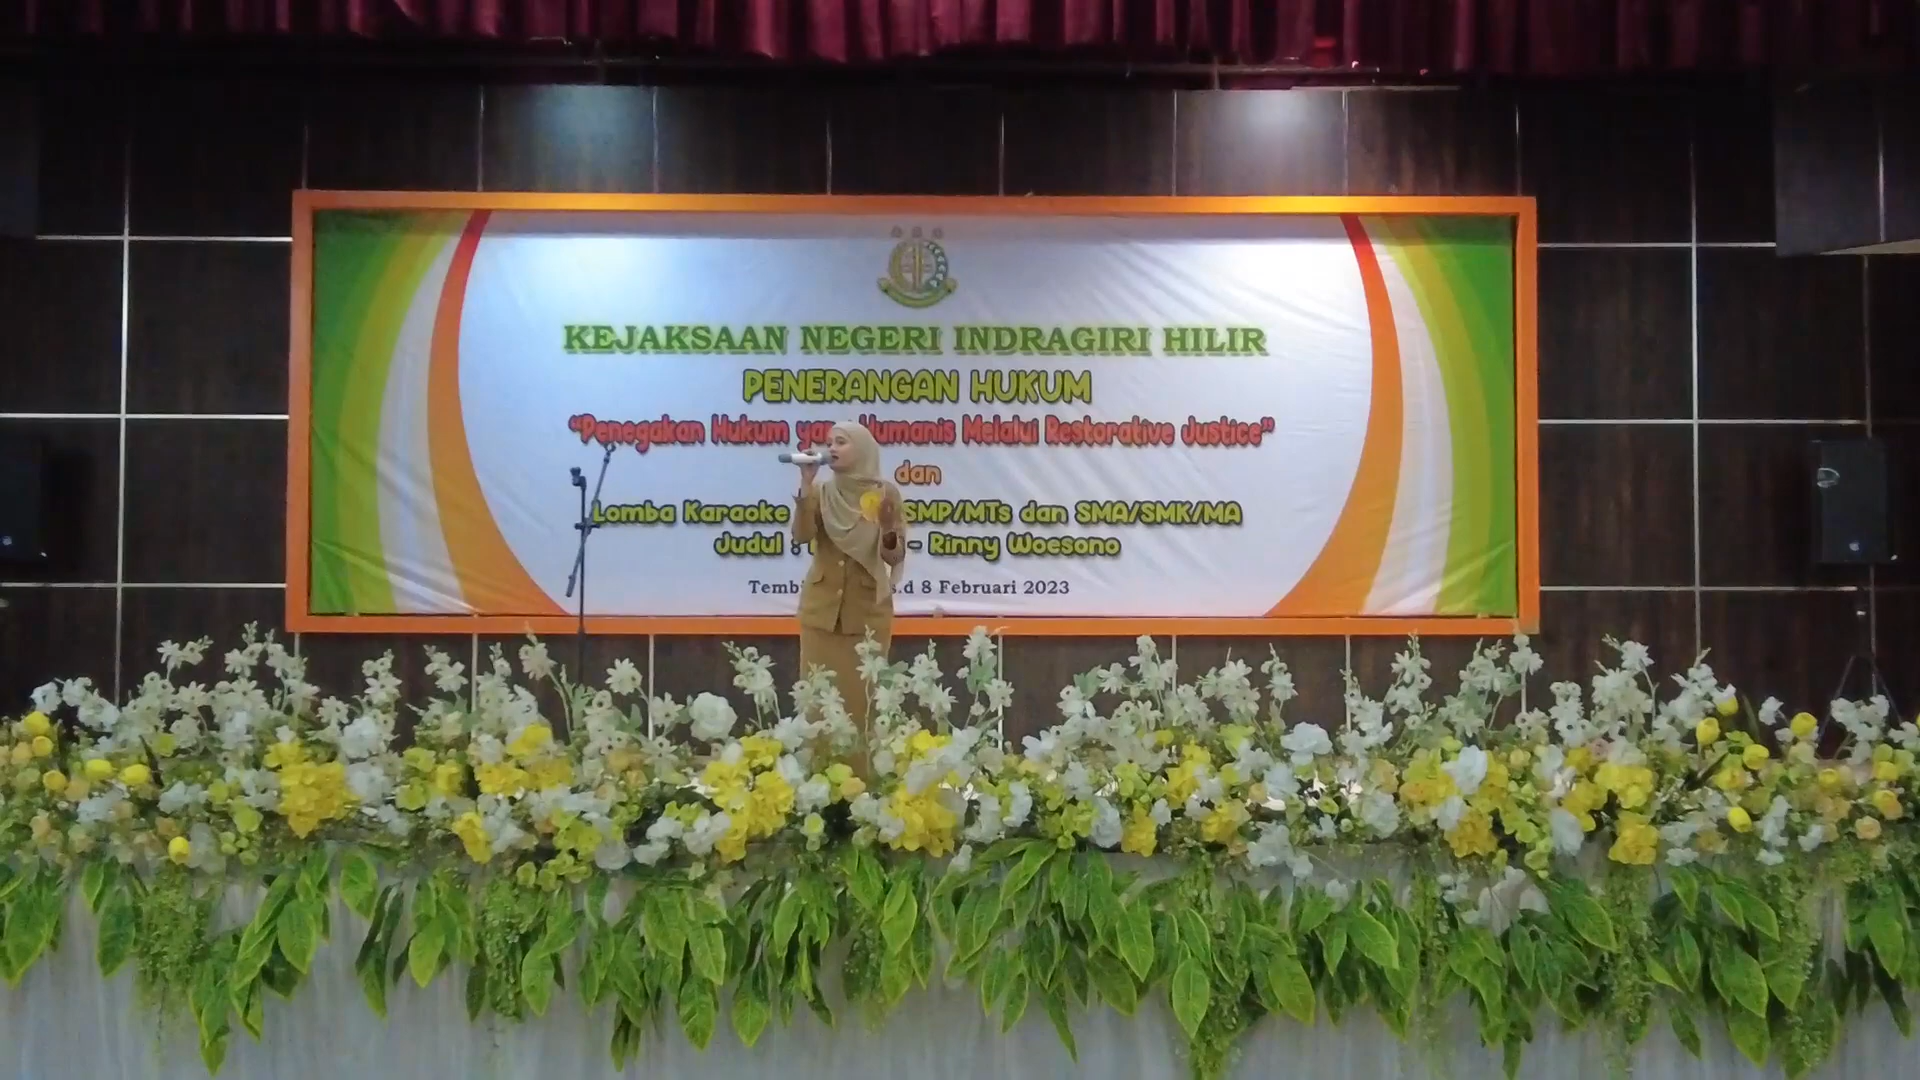 KEJAKSAAN NEGERI INDRAGIRI HILIR
PENERANGAN HUKUM
"Penegakan Hukum Humanis Melalui Restorative Justice"
dan
Lomba Karaoke SMP/MTs dan SMA/SMK/MA
Judul : - Rinny Woesono
s.d 8 Februari 2023